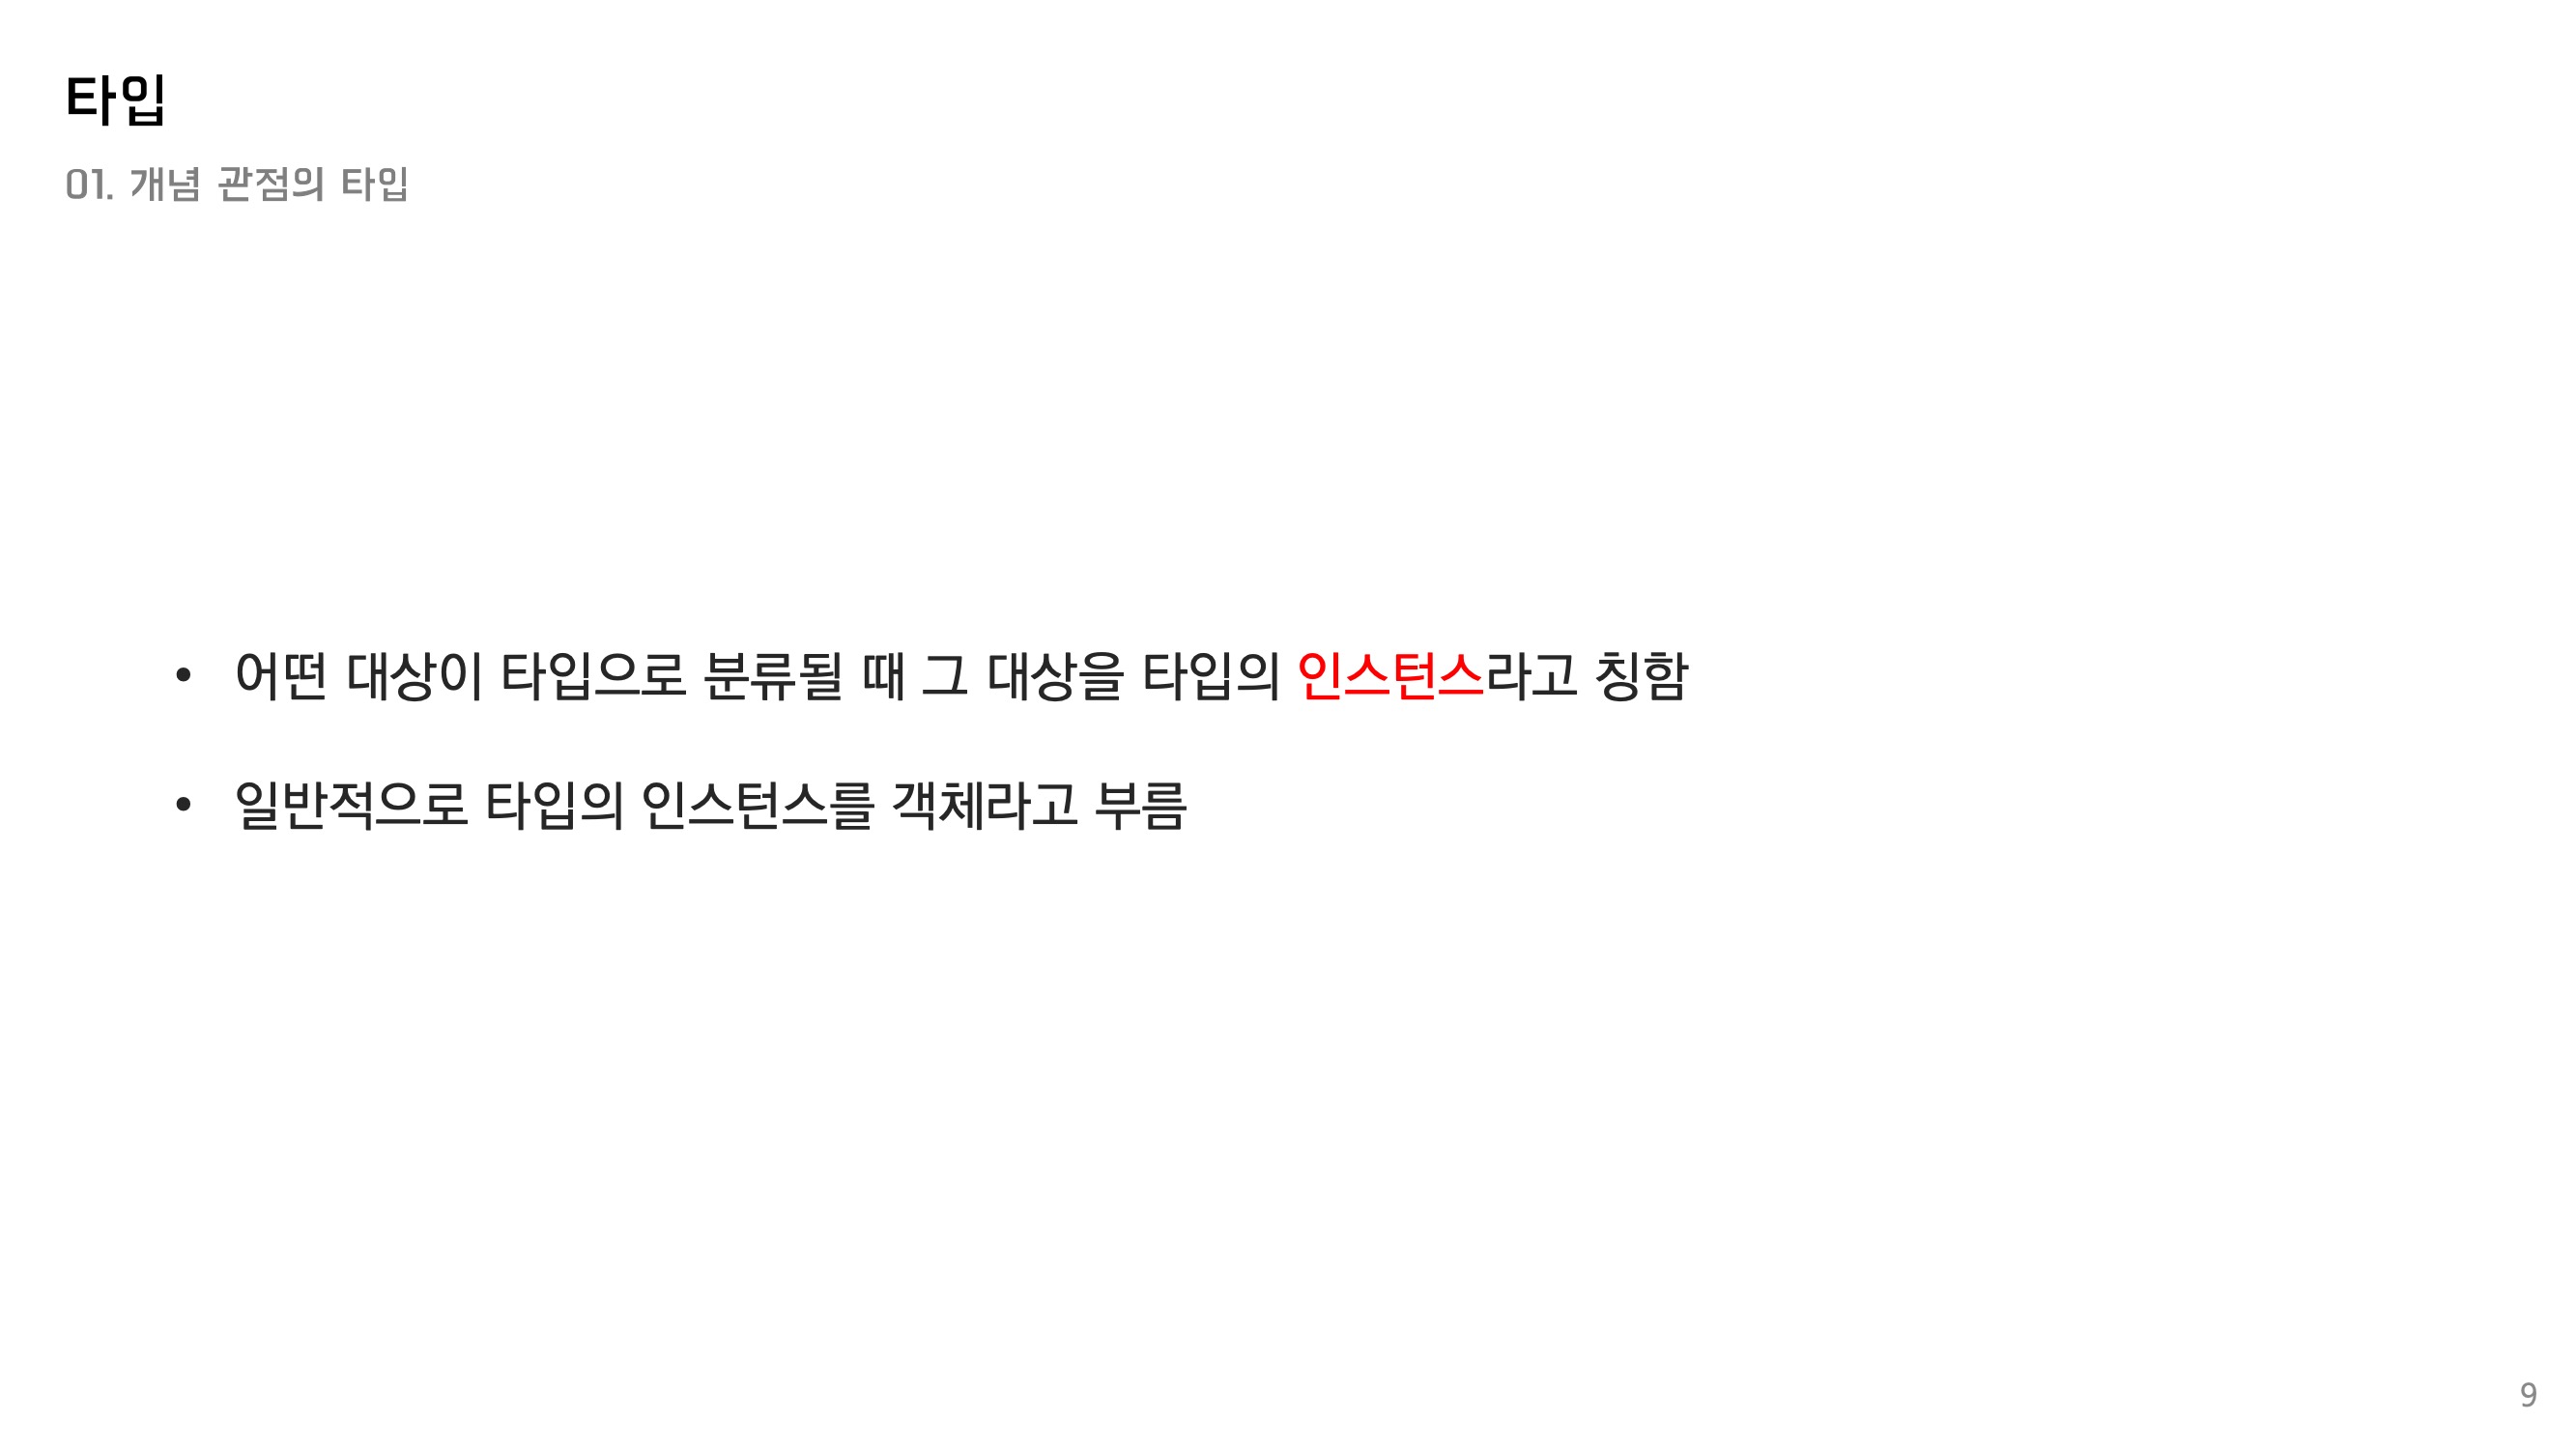 타입
01. 개념 관점의 타입
• 어떤 대상이 타입으로 분류될 때 그 대상을 타입의 인스턴스라고 칭함
• 일반적으로 타입의 인스턴스를 객체라고 부름
9